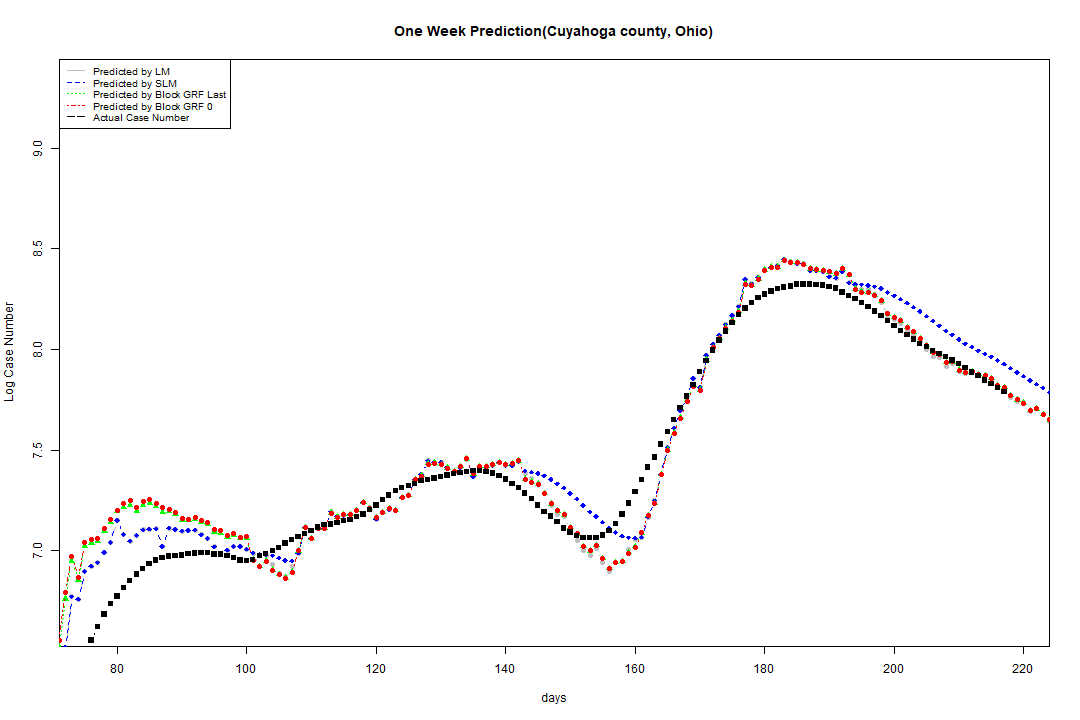 One Week Prediction(Cuyahoga county, Ohio)
Predicted by LM
Predicted by SLM
Predicted by Block GRF Last
Predicted by Block GRF 0
Actual Case Number
Log Case Number
9.0
8.5
8.0
7.5
7.0
80 100 120 140 160 180 200 220
days